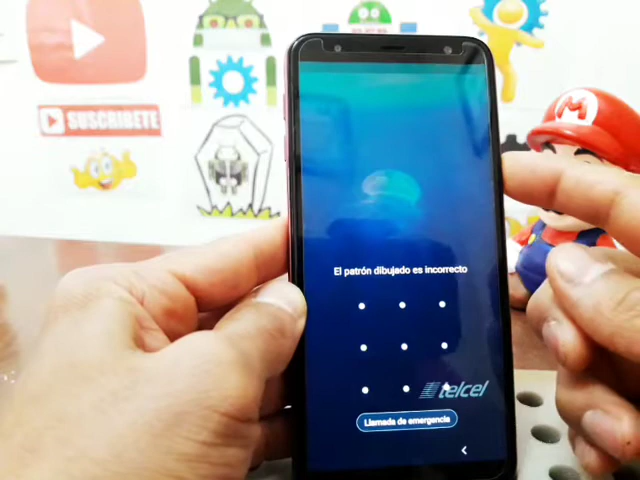 SUSCRIBETE
M
El patrón dibujado es incorrecto
telcel
Llamada de emergencia